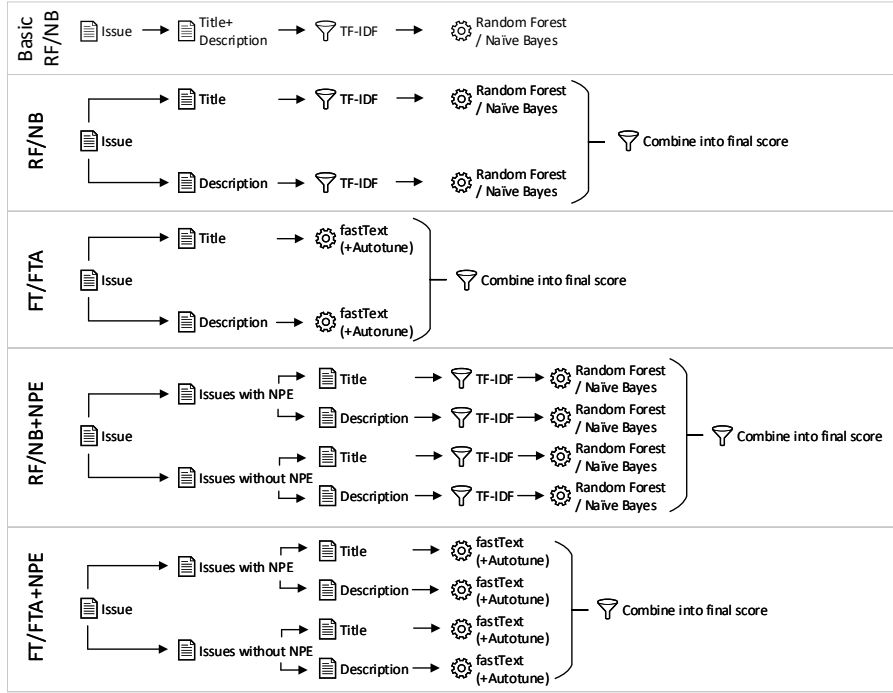 Basic
RF/NB
Issue
Title+
Description
TF-IDF
Random Forest
/ Naïve Bayes
RF/NB
Issue
Title
TF-IDF
Random Forest
/ Naïve Bayes
Description
TF-IDF
Random Forest
/ Naïve Bayes
Combine into final score
FT/FTA
Issue
Title
fastText
(+Autotune)
Description
fastText
(+Autorune)
Combine into final score
RF/NB+NPE
Issue
Issues with NPE
Title
TF-IDF
Random Forest
/ Naïve Bayes
Description
TF-IDF
Random Forest
/ Naïve Bayes
Issues without NPE
Title
TF-IDF
Random Forest
/ Naïve Bayes
Description
TF-IDF
Random Forest
/ Naïve Bayes
Combine into final score
FT/FTA+NPE
Issue
Issues with NPE
Title
fastText
(+Autotune)
Description
fastText
(+Autotune)
Issues without NPE
Title
fastText
(+Autotune)
Description
fastText
(+Autotune)
Combine into final score